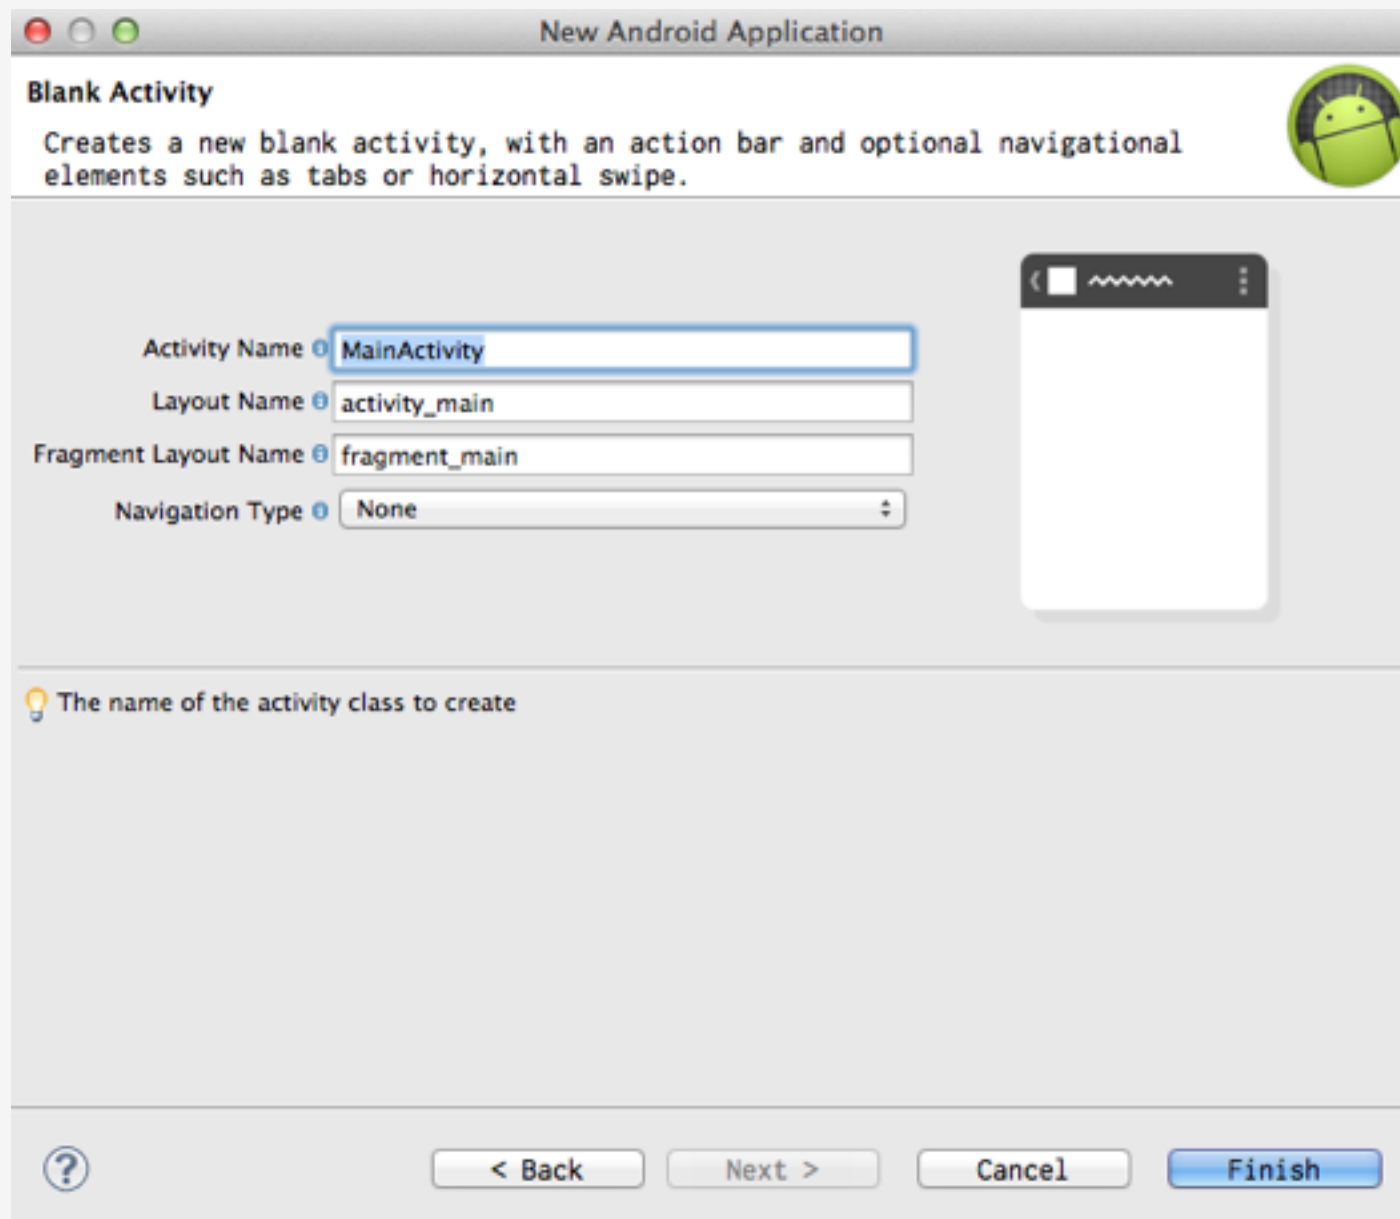 New Android Application
Blank Activity
Creates a new blank activity, with an action bar and optional navigational
elements such as tabs or horizontal swipe.
Activity Name MainActivity
Layout Name activity_main
Fragment Layout Name fragment_main
Navigation Type None
The name of the activity class to create
? < Back Next > Cancel Finish